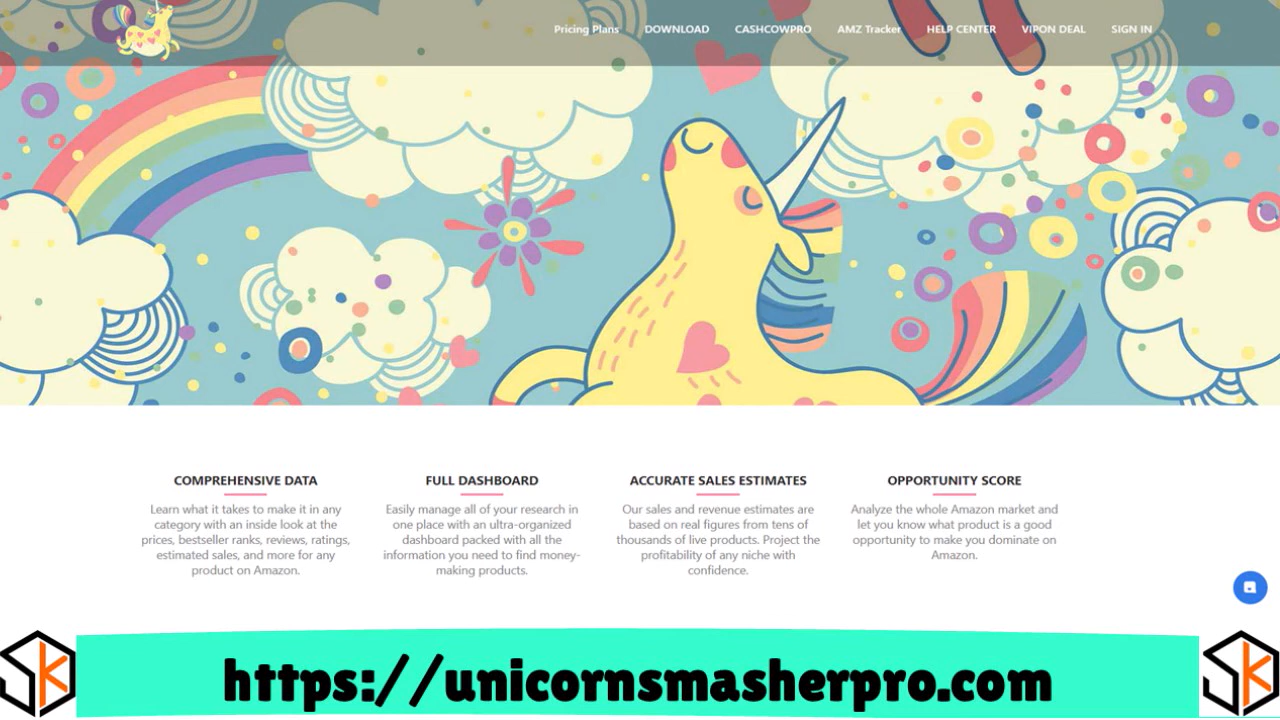 Pricing Plans DOWNLOAD CASHCOWPRO AMZ Tracker HELP CENTER VIPON DEAL SIGN IN
COMPREHENSIVE DATA
Learn what it takes to make it in any
category with an inside look at the
prices, bestseller ranks, reviews, ratings,
estimated sales, and more for any
product on Amazon.
FULL DASHBOARD
Easily manage all of your research in
one place with an ultra-organized
dashboard packed with all the
information you need to find money-
making products.
ACCURATE SALES ESTIMATES
Our sales and revenue estimates are
based on real figures from tens of
thousands of live products. Project the
profitability of any niche with
confidence.
OPPORTUNITY SCORE
Analyze the whole Amazon market and
let you know what product is a good
opportunity to make you dominate on
Amazon.
SK
https://unicornsmasherpro.com
SK